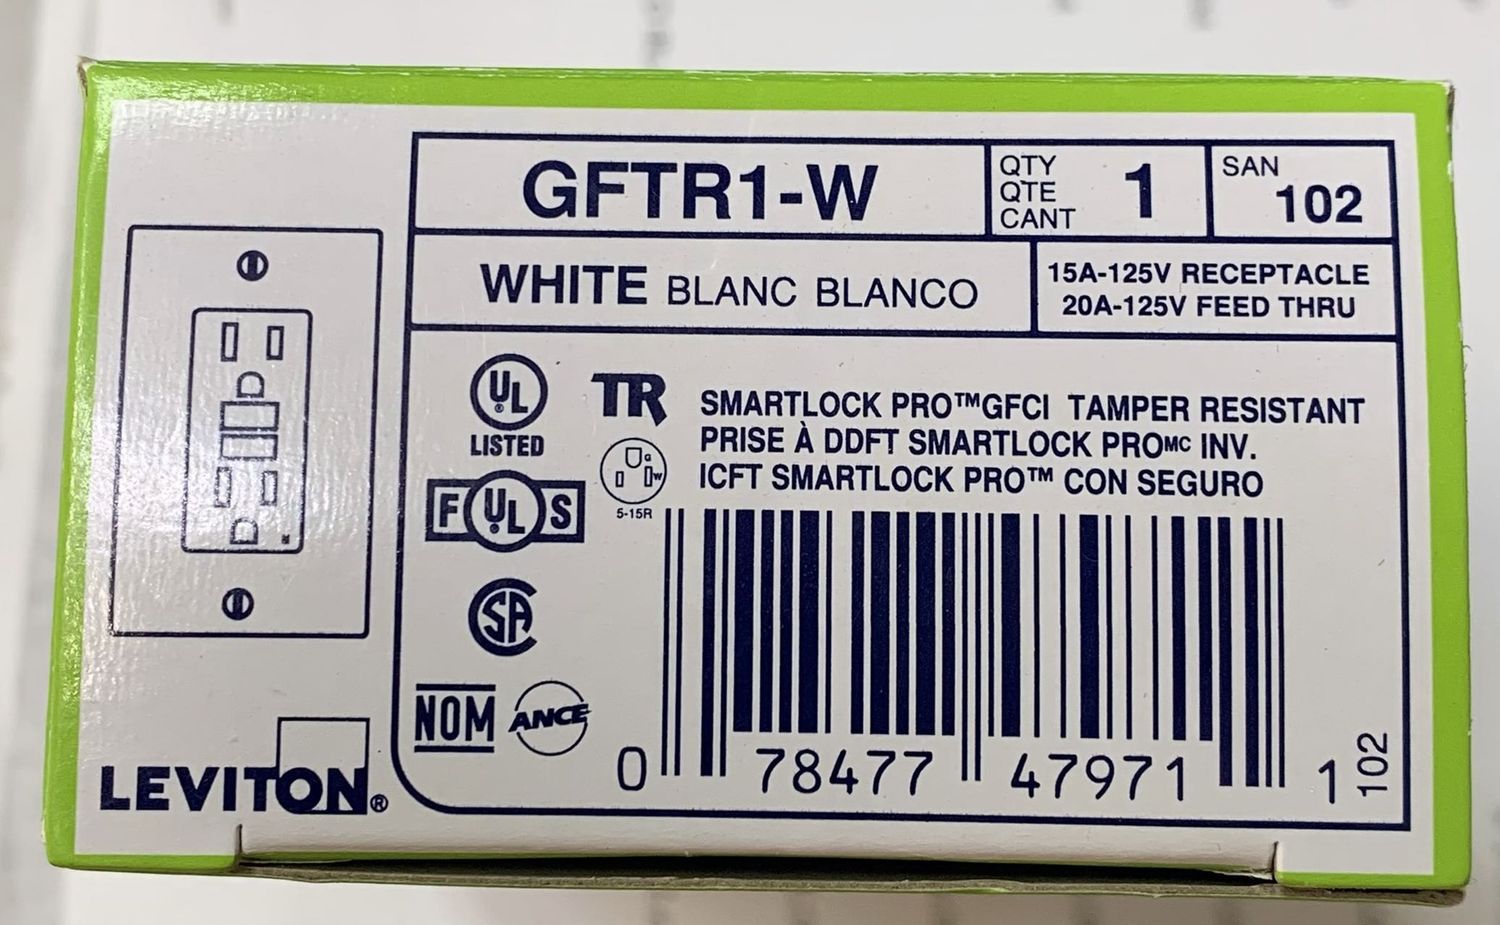 GFTR1-W
QTY
QTE
CANT
1
SAN
102
WHITE BLANC BLANCO
15A-125V RECEPTACLE
20A-125V FEED THRU
UL
LISTED
TR
SMARTLOCK PRO™GFCI TAMPER RESISTANT
PRISE À DDFT SMARTLOCK PROMC INV.
ICFT SMARTLOCK PRO™ CON SEGURO
G
W
5-15R
F UL S
SA
NOM
ANCE
LEVITON®
0 78477 47971 1
102